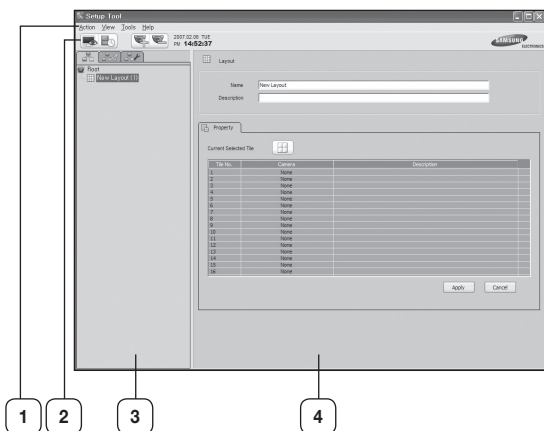 Setup Tool
Action View Tools Help
2007.02.08 TUE
PM 14:52:37
SAMSUNG
ELECTRONICS
Root
New Layout (1)
Layout
Name New Layout
Description
Property
Current Selected Tile
Tile No. Camera Description
1 None
2 None
3 None
4 None
5 None
6 None
7 None
8 None
9 None
10 None
11 None
12 None
13 None
14 None
15 None
16 None
Apply Cancel
1 2 3 4